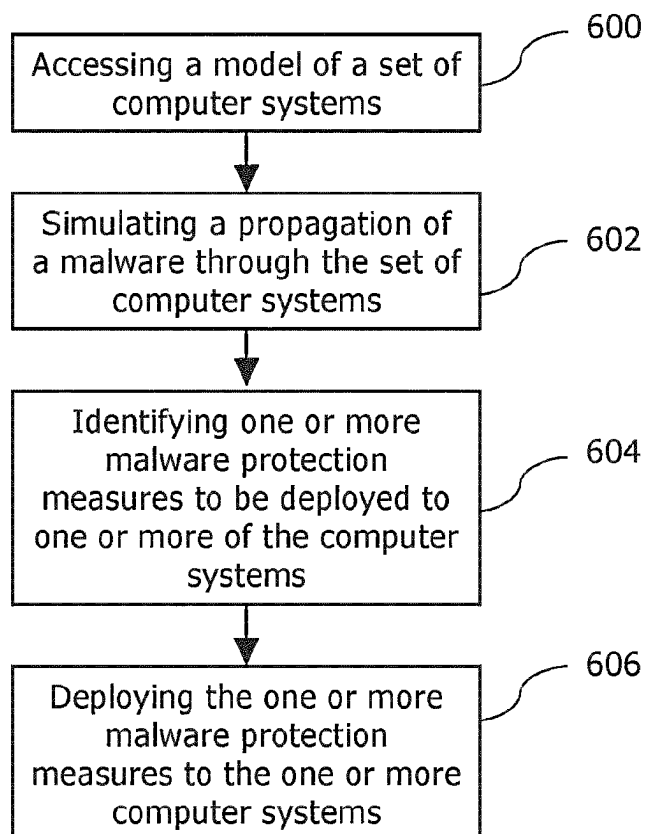 600
Accessing a model of a set of
computer systems
602
Simulating a propagation of
a malware through the set of
computer systems
604
Identifying one or more
malware protection
measures to be deployed to
one or more of the computer
systems
606
Deploying the one or more
malware protection
measures to the one or more
computer systems